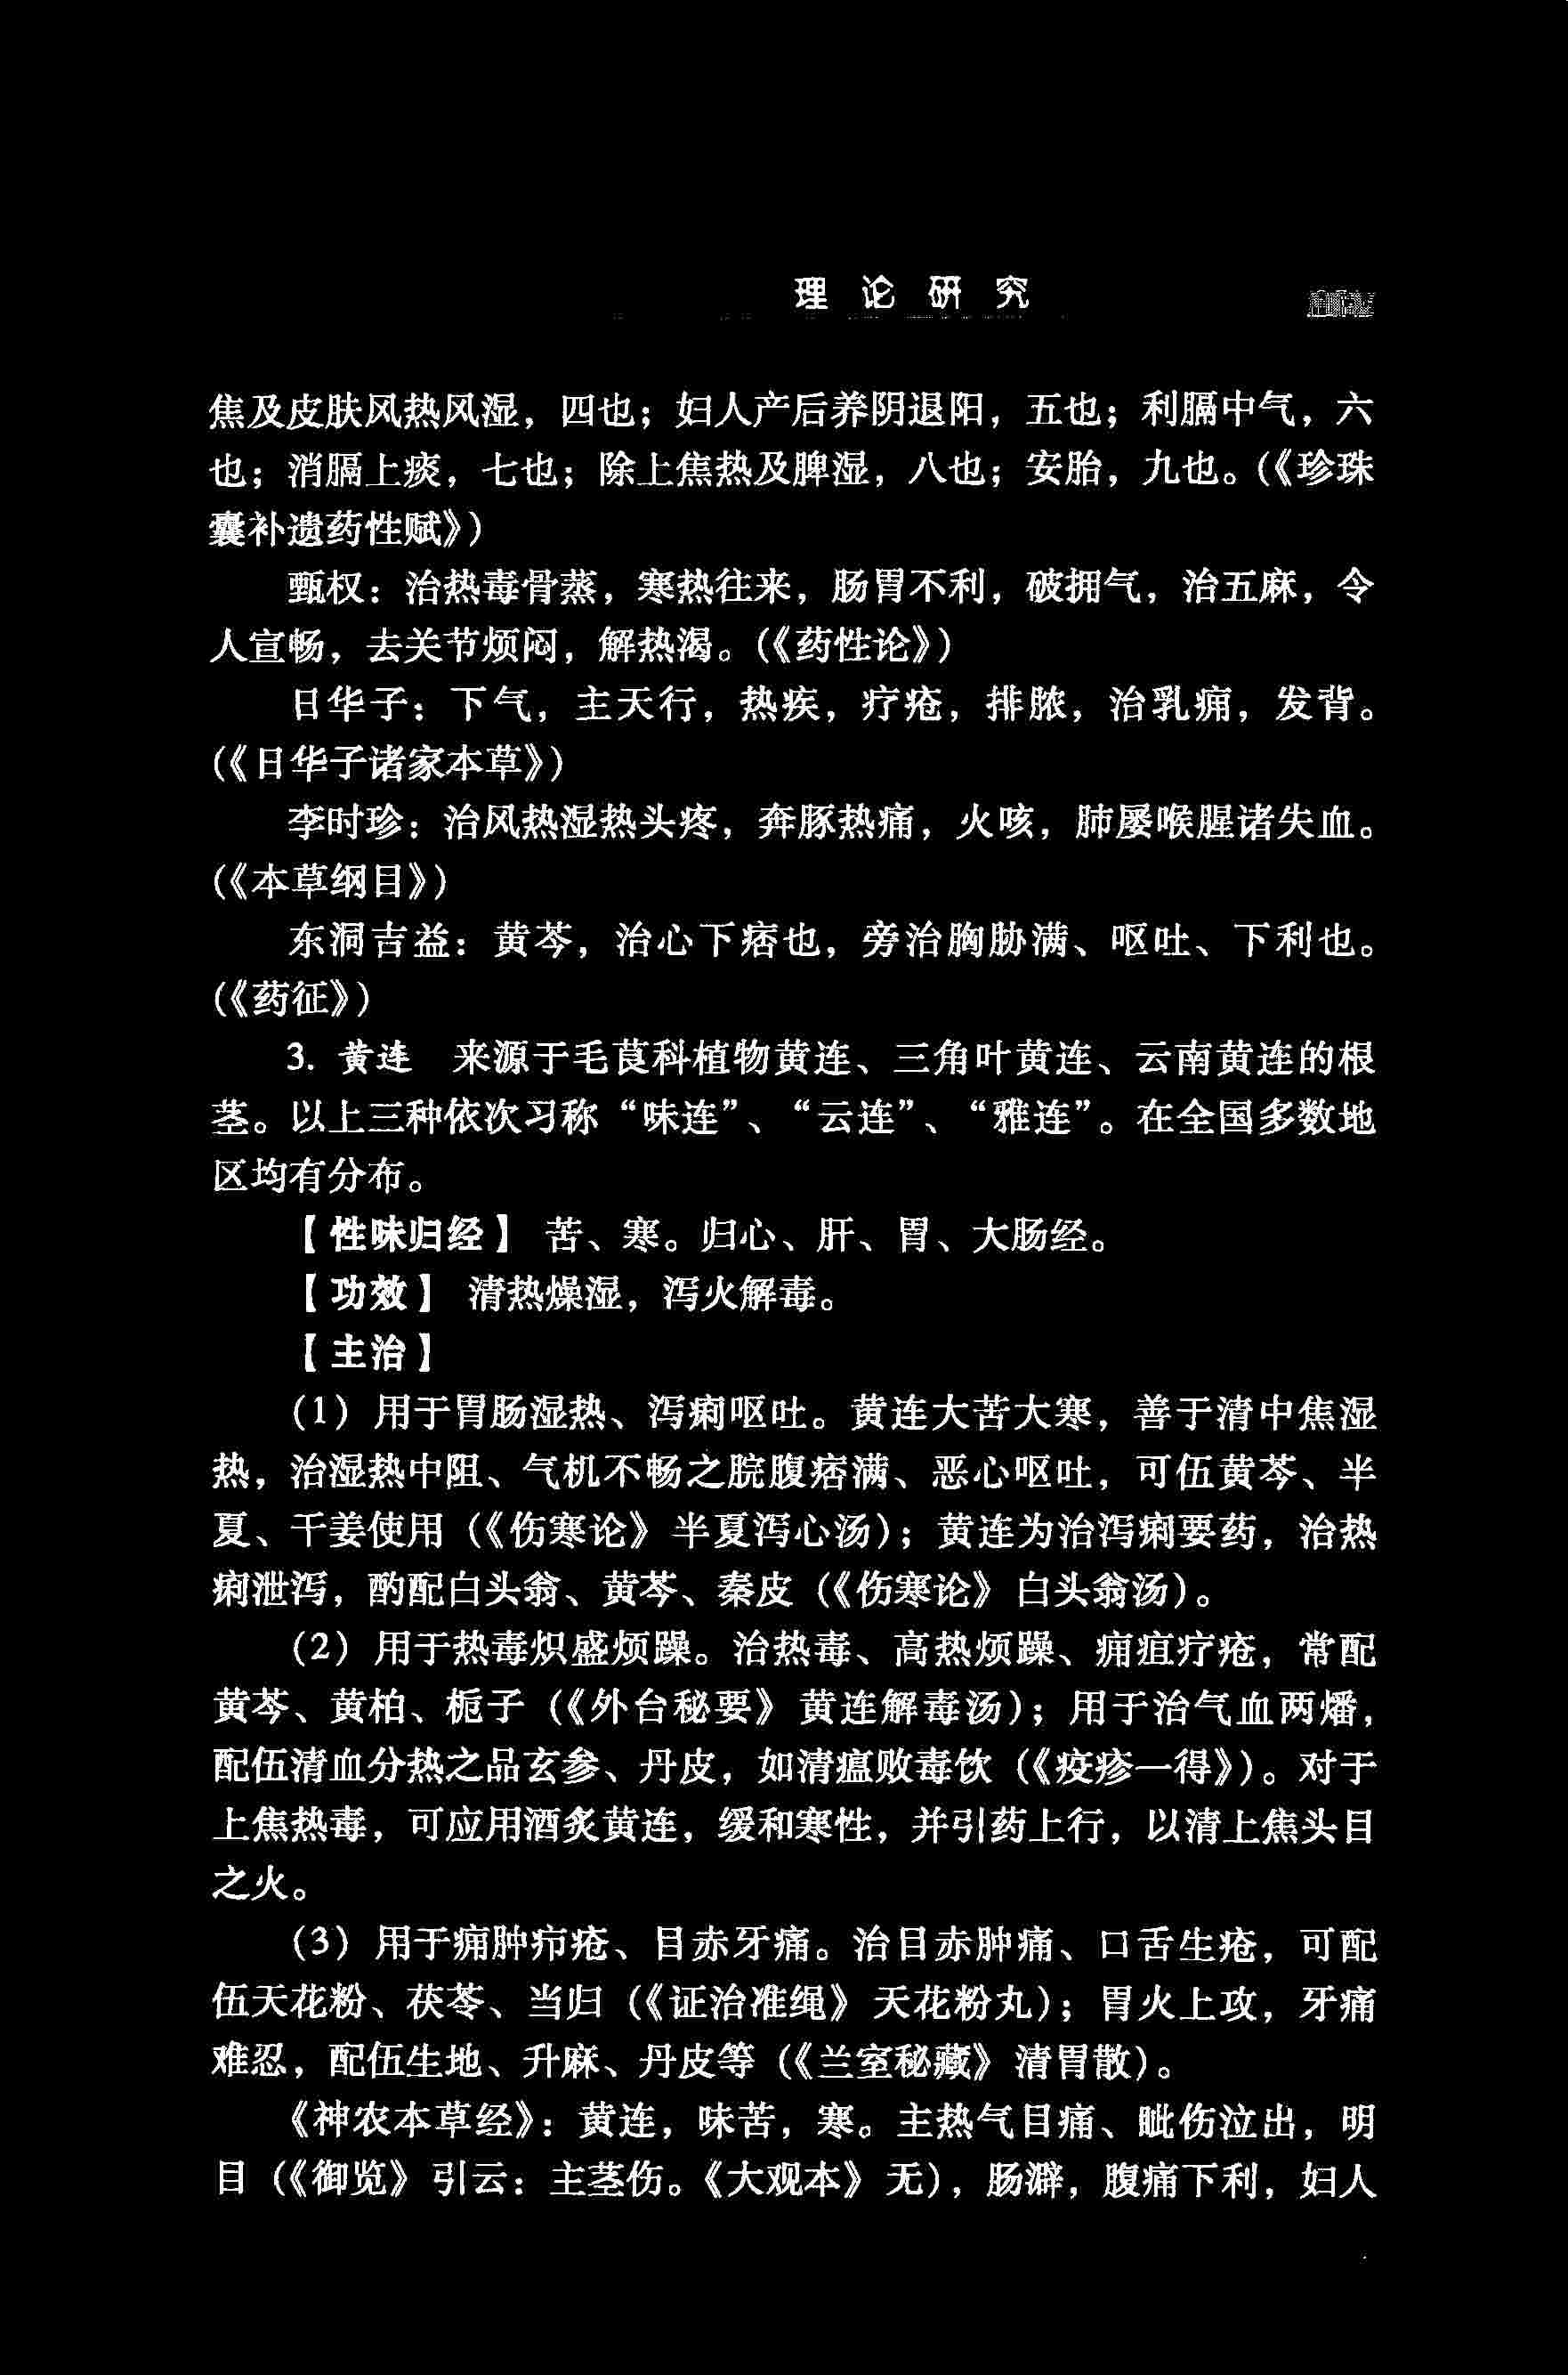 理论研究
焦及皮肤风热风湿，四也；妇人产后养阴退阳，五也；利膈中气，六
也；消膈上痰，七也；除上焦热及脾湿，八也；安胎，九也。(《珍珠
囊补遗药性赋》)
甄权：治热毒骨蒸，寒热往来，肠胃不利，破拥气，治五麻，令
人宣畅，去关节烦闷，解热渴。(《药性论》)
日华子：下气，主天行，热疾，疗疮，排脓，治乳痈，发背。
(《日华子诸家本草》)
李时珍：治风热湿热头疼，奔豚热痛，火咳，肺屡喉腥诸失血。
(《本草纲目》)
东洞吉益：黄芩，治心下痞也，旁治胸胁满、呕吐、下利也。
(《药征》)
3. 黄连　来源于毛茛科植物黄连、三角叶黄连、云南黄连的根
茎。以上三种依次习称“味连”、“云连”、“雅连”。在全国多数地
区均有分布。
【性味归经】 苦、寒。归心、肝、胃、大肠经。
【功效】 清热燥湿，泻火解毒。
【主治】
(1) 用于胃肠湿热、泻痢呕吐。黄连大苦大寒，善于清中焦湿
热，治湿热中阻、气机不畅之脘腹痞满、恶心呕吐，可伍黄芩、半
夏、干姜使用 (《伤寒论》 半夏泻心汤)；黄连为治泻痢要药，治热
痢泄泻，酌配白头翁、黄芩、秦皮 (《伤寒论》 白头翁汤)。
(2) 用于热毒炽盛烦躁。治热毒、高热烦躁、痈疽疗疮，常配
黄芩、黄柏、栀子 (《外台秘要》 黄连解毒汤)；用于治气血两燔，
配伍清血分热之品玄参、丹皮，如清瘟败毒饮 (《疫疹一得》)。对于
上焦热毒，可应用酒炙黄连，缓和寒性，并引药上行，以清上焦头目
之火。
(3) 用于痈肿疖疮、目赤牙痛。治目赤肿痛、口舌生疮，可配
伍天花粉、茯苓、当归 (《证治准绳》 天花粉丸)；胃火上攻，牙痛
难忍，配伍生地、升麻、丹皮等 (《兰室秘藏》 清胃散)。
《神农本草经》：黄连，味苦，寒。主热气目痛、眦伤泣出，明
目 (《御览》 引云：主茎伤。《大观本》 无)，肠澼，腹痛下利，妇人